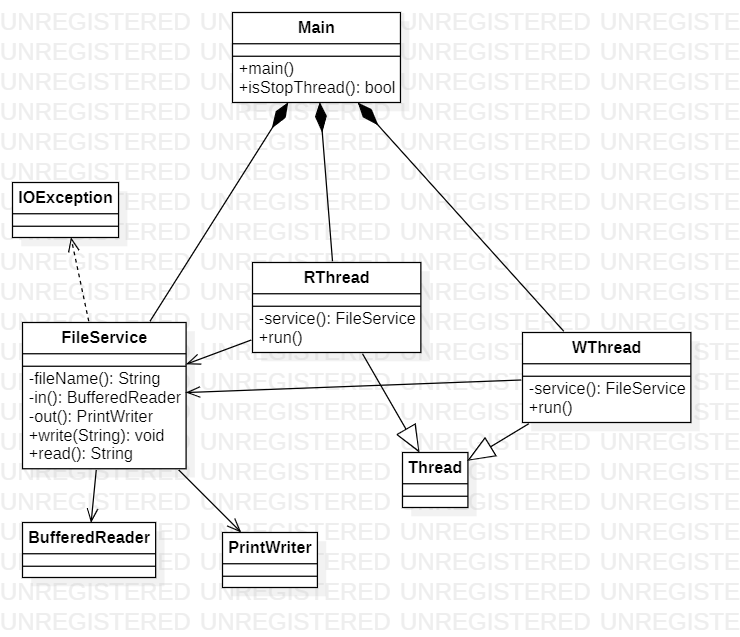 Main
+main()
+isStopThread(): bool
IOException
RThread
-service(): FileService
+run()
FileService
-fileName(): String
-in(): BufferedReader
-out(): PrintWriter
+write(String): void
+read(): String
WThread
-service(): FileService
+run()
Thread
BufferedReader
PrintWriter
UNREGISTERED UNREGISTERED UNREGISTERED UNREGISTE